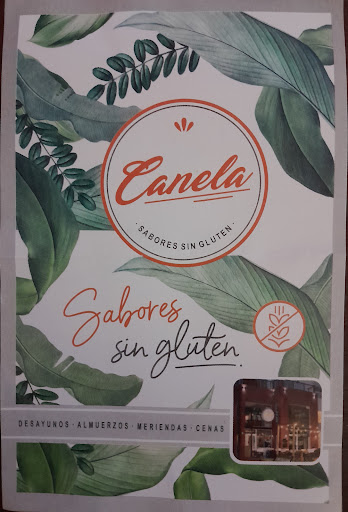 Canela
· SABORES SIN GLUTEN ·
Sabores
sin gluten.
DESAYUNOS · ALMUERZOS · MERIENDAS · CENAS